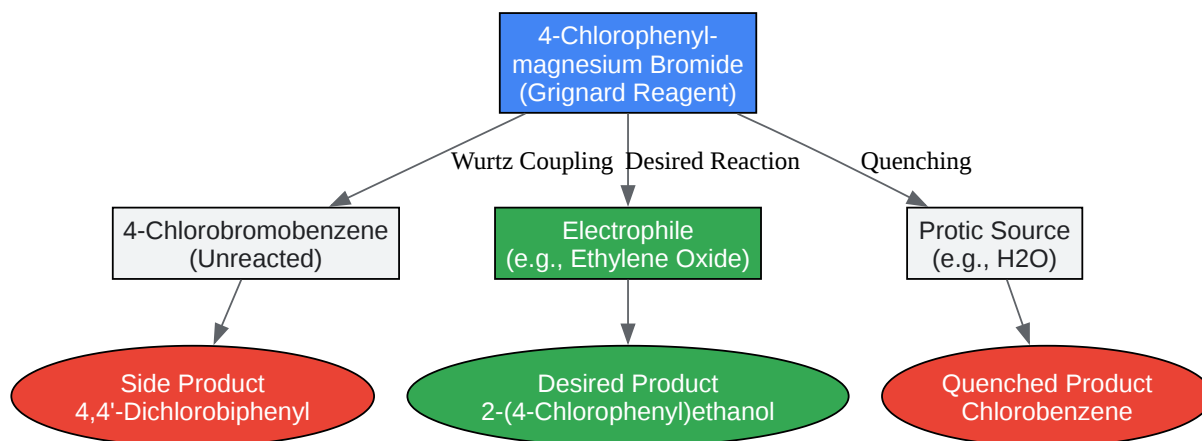 4-Chlorophenyl-
magnesium Bromide
(Grignard Reagent)
Wurtz Coupling
Desired Reaction
Quenching
4-Chlorobromobenzene
(Unreacted)
Electrophile
(e.g., Ethylene Oxide)
Protic Source
(e.g., H2O)
Side Product
4,4'-Dichlorobiphenyl
Desired Product
2-(4-Chlorophenyl)ethanol
Quenched Product
Chlorobenzene